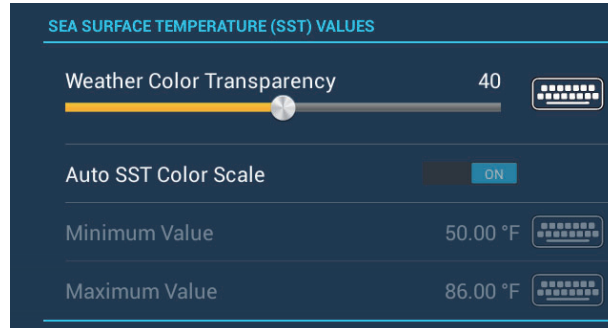 SEA SURFACE TEMPERATURE (SST) VALUES
Weather Color Transparency 40
Auto SST Color Scale ON
Minimum Value 50.00 °F
Maximum Value 86.00 °F